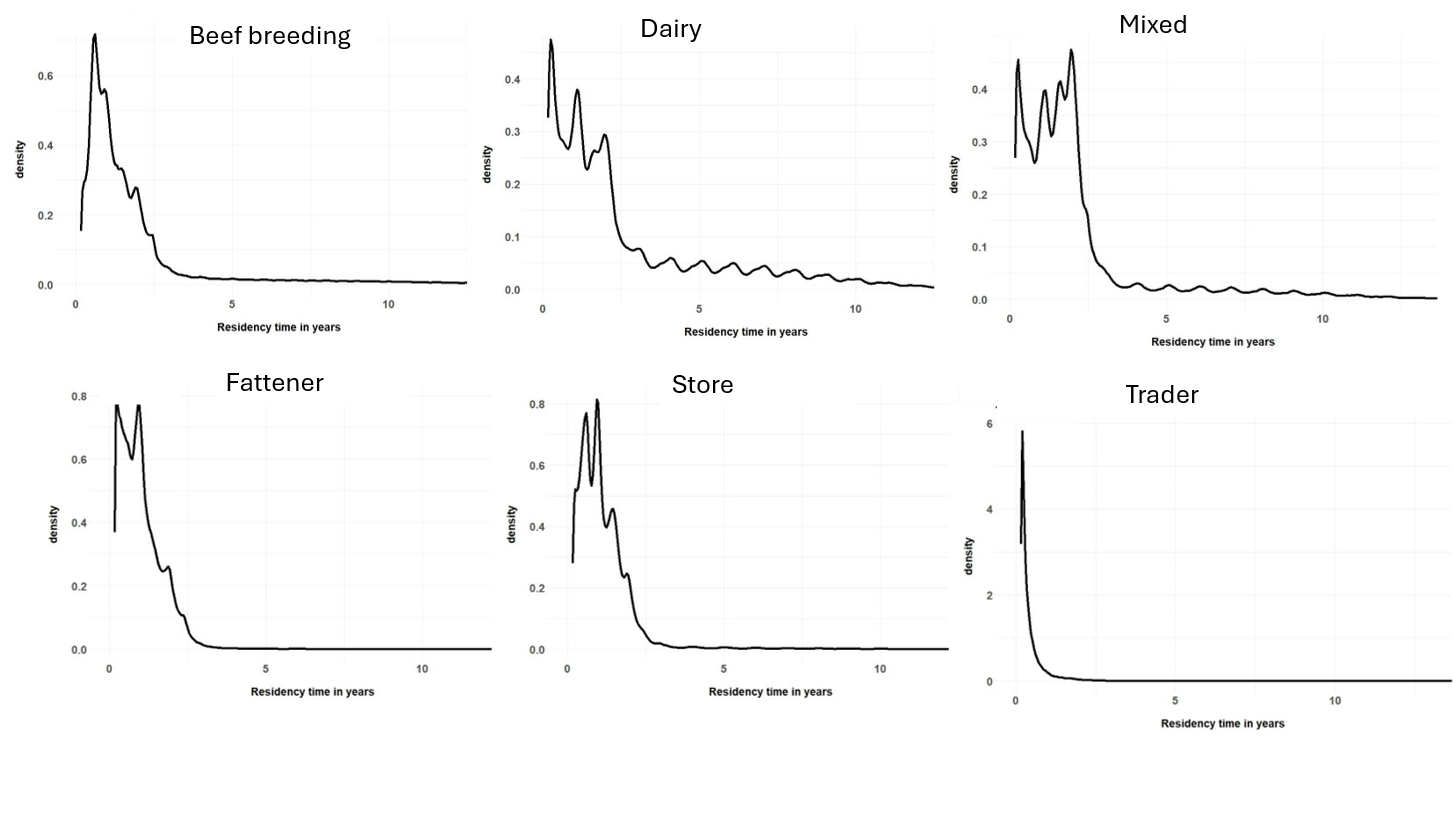 Beef breeding
0.6
0.4
0.2
0.0
density
0 5 10
Residency time in years
Dairy
0.4
0.3
0.2
0.1
0.0
density
0 5 10
Residency time in years
Mixed
0.4
0.3
0.2
0.1
0.0
density
0 5 10
Residency time in years
Fattener
0.8
0.6
0.4
0.2
0.0
density
0 5 10
Residency time in years
Store
0.8
0.6
0.4
0.2
0.0
density
0 5 10
Residency time in years
Trader
6
4
2
0
density
0 5 10
Residency time in years